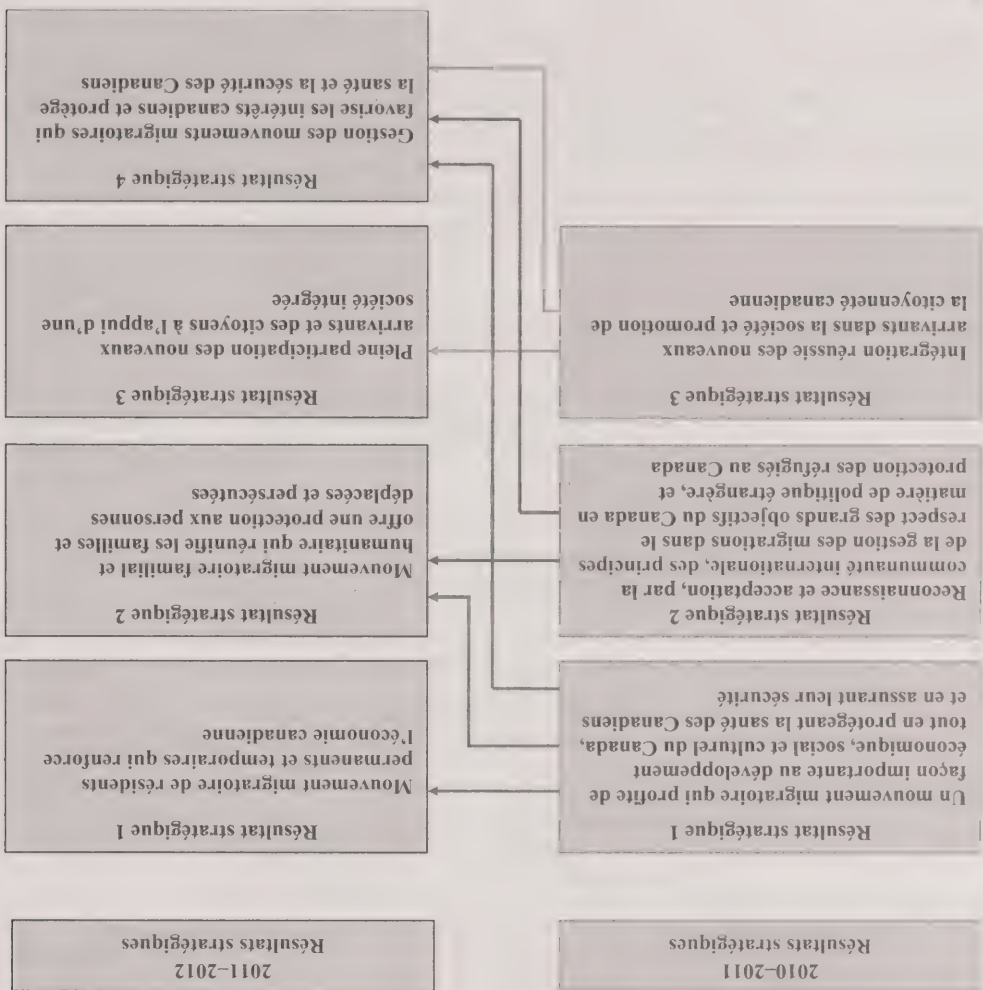 2010–2011
Résultats stratégiques
2011–2012
Résultats stratégiques
Résultat stratégique 1
Un mouvement migratoire qui profite de
façon importante au développement
économique, social et culturel du Canada,
tout en protégeant la santé des Canadiens
et en assurant leur sécurité
Résultat stratégique 1
Mouvement migratoire de résidents
permanents et temporaires qui renforce
l'économie canadienne
Résultat stratégique 2
Reconnaissance et acceptation, par la
communauté internationale, des principes
de la gestion des migrations dans le
respect des grands objectifs du Canada en
matière de politique étrangère, et
protection des réfugiés au Canada
Résultat stratégique 2
Mouvement migratoire familial et
humanitaire qui réunifie les familles et
offre une protection aux personnes
déplacées et persécutées
Résultat stratégique 3
Intégration réussie des nouveaux
arrivants dans la société et promotion de
la citoyenneté canadienne
Résultat stratégique 3
Pleine participation des nouveaux
arrivants et des citoyens à l'appui d'une
société intégrée
Résultat stratégique 4
Gestion des mouvements migratoires qui
favorise les intérêts canadiens et protège
la santé et la sécurité des Canadiens